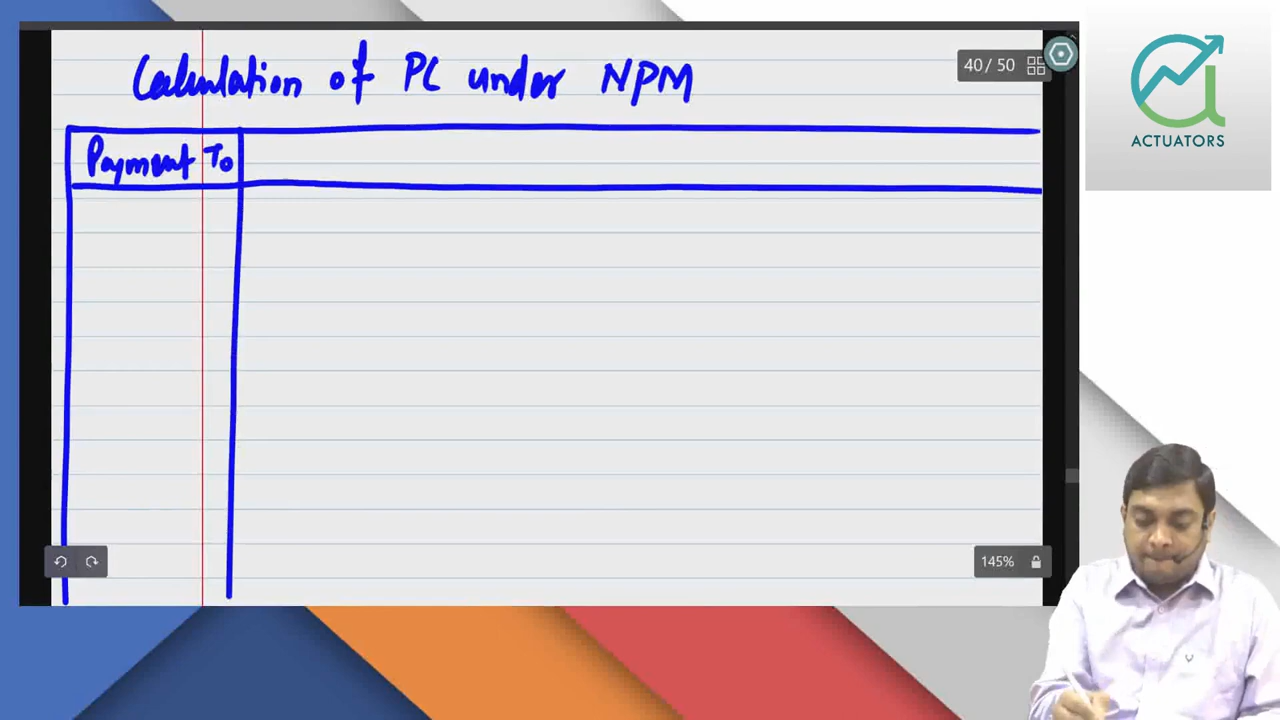 Calculation of PC under NPM
40 / 50
Payment To
145%
ACTUATORS